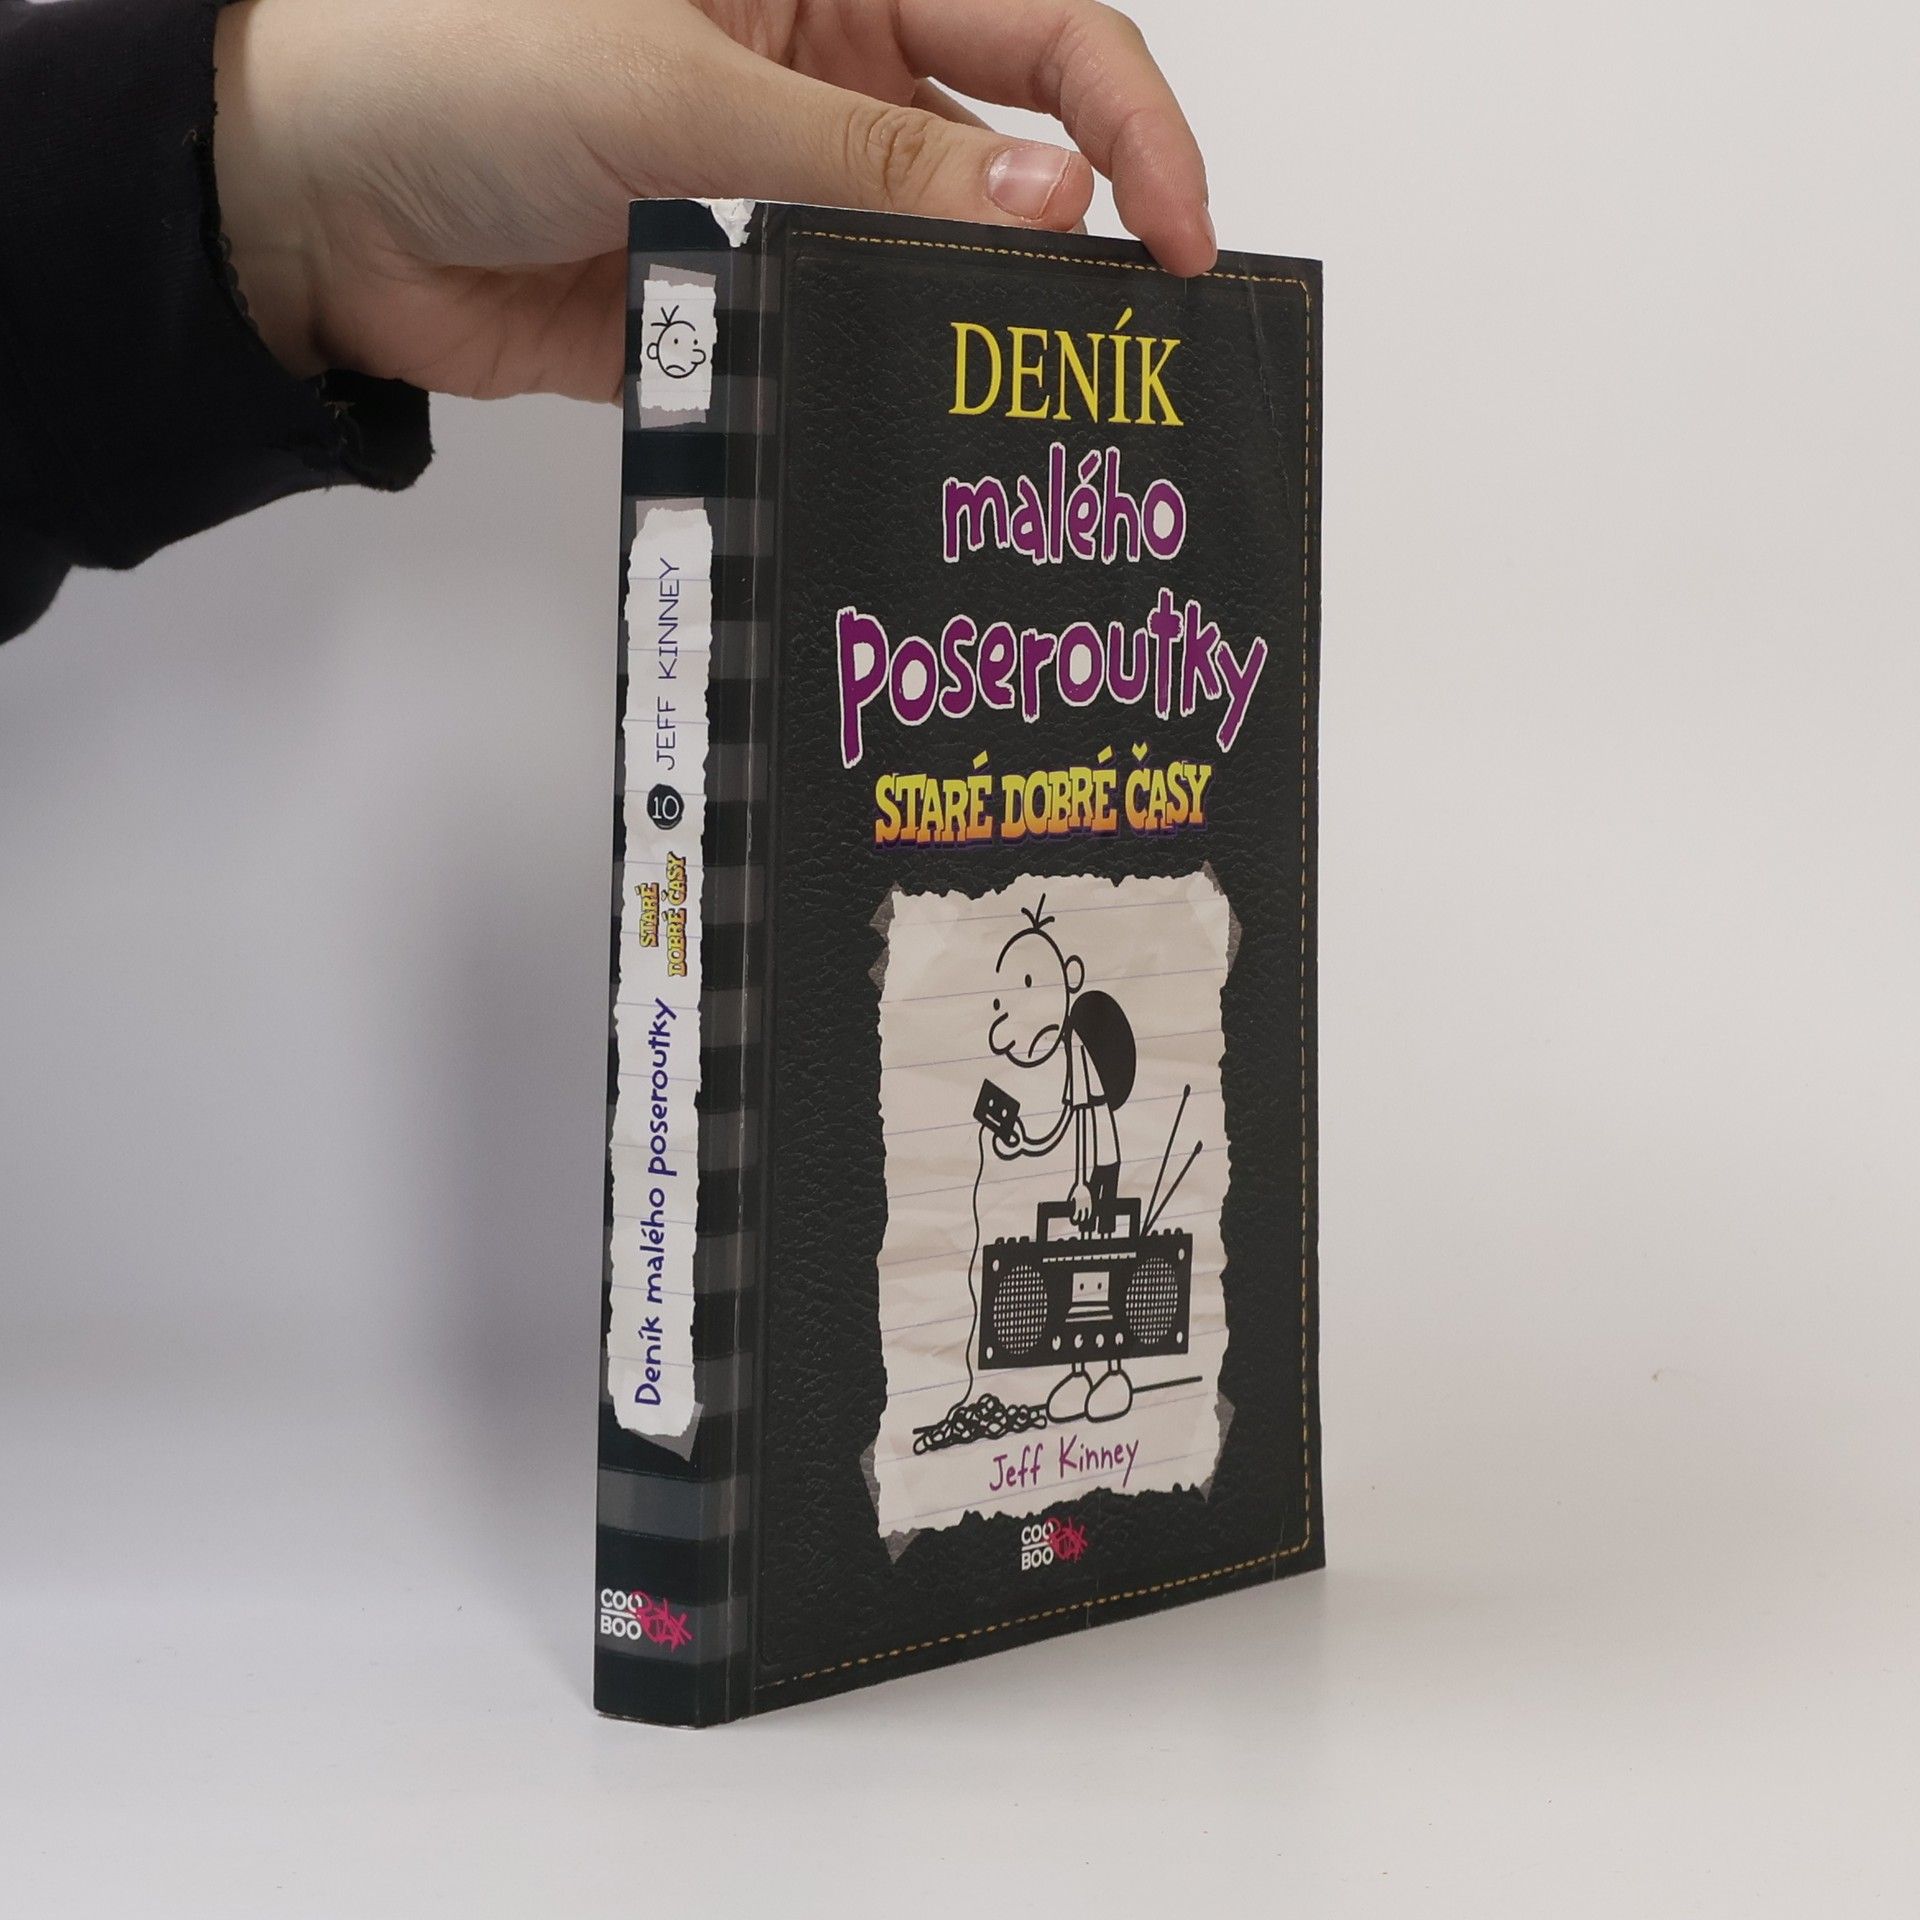 DENÍK
malého
poseroutky
STARÉ DOBRÉ ČASY
Jeff Kinney
COO
BOO
Deník malého poseroutky
STARÉ
DOBRÉ ČASY
10
JEFF KINNEY
COO
BOO